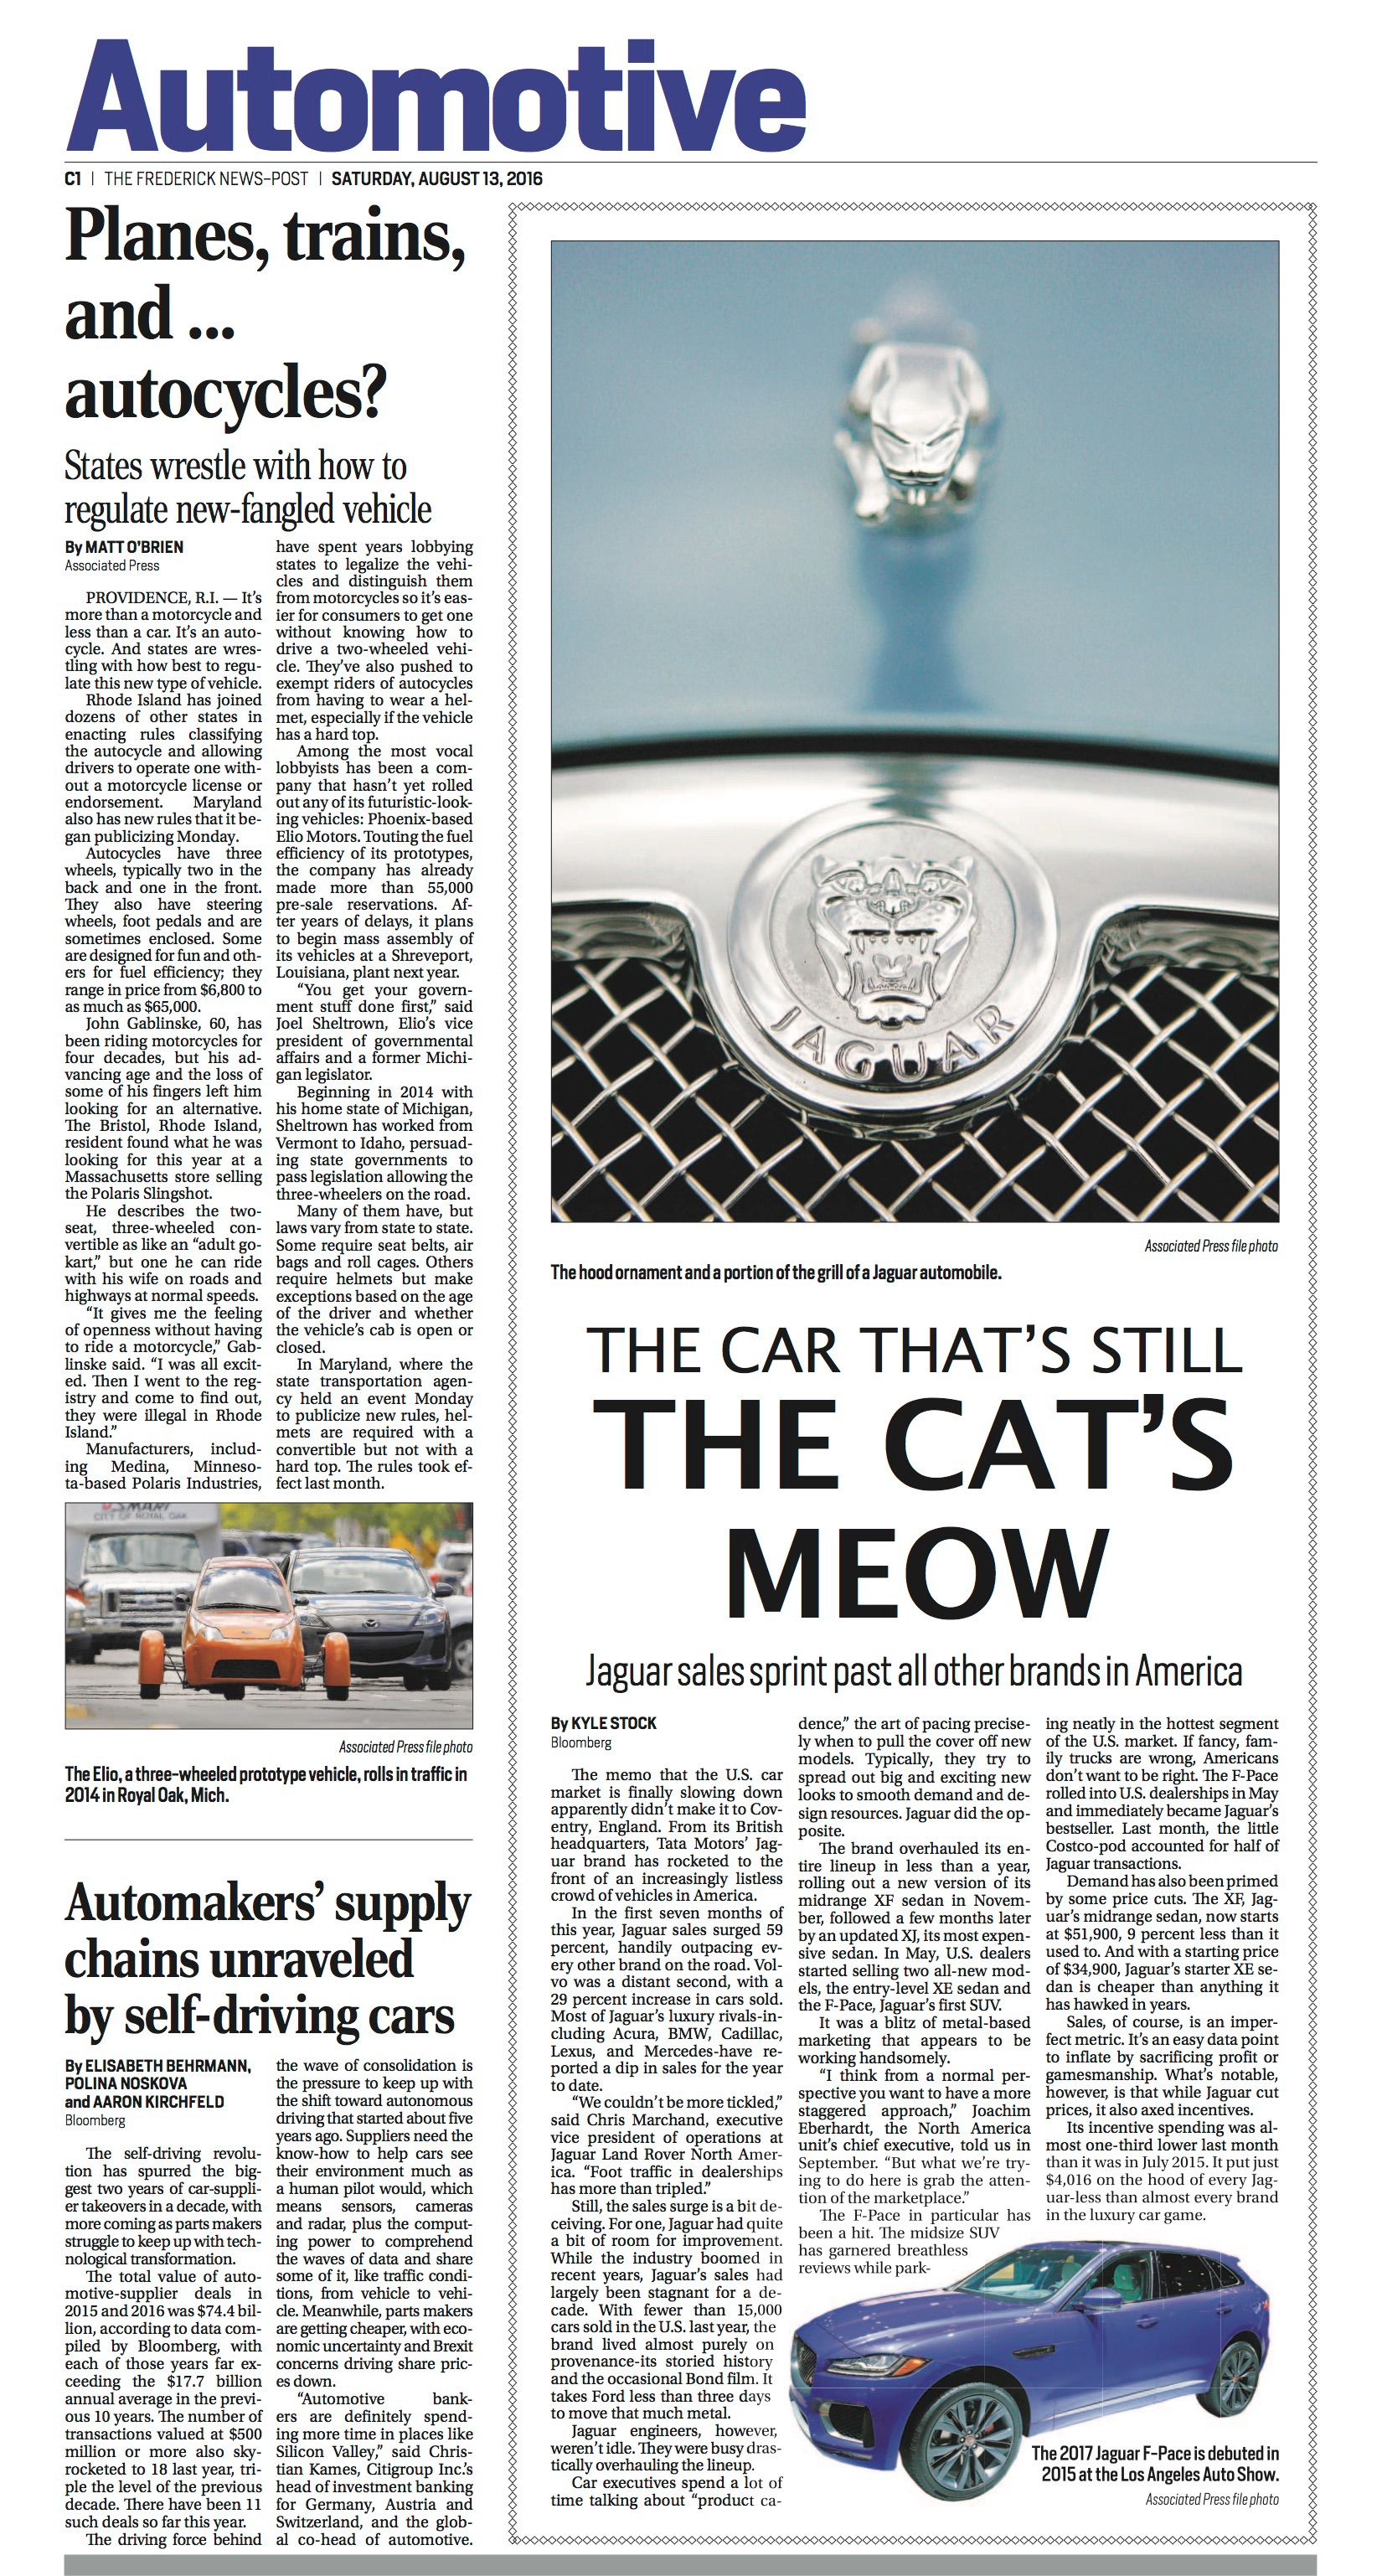 Automotive
C1 | THE FREDERICK NEWS-POST | SATURDAY, AUGUST 13, 2016
Planes, trains,
and ...
autocycles?
States wrestle with how to
regulate new-fangled vehicle
By MATT O’BRIEN
Associated Press
PROVIDENCE, R.I. — It’s
more than a motorcycle and
less than a car. It’s an auto-
cycle. And states are wres-
tling with how best to regu-
late this new type of vehicle.
Rhode Island has joined
dozens of other states in
enacting rules classifying
the autocycle and allowing
drivers to operate one with-
out a motorcycle license or
endorsement. Maryland
also has new rules that it be-
gan publicizing Monday.
Autocycles have three
wheels, typically two in the
back and one in the front.
They also have steering
wheels, foot pedals and are
sometimes enclosed. Some
are designed for fun and oth-
ers for fuel efficiency; they
range in price from $6,800 to
as much as $65,000.
John Gablinske, 60, has
been riding motorcycles for
four decades, but his ad-
vancing age and the loss of
some of his fingers left him
looking for an alternative.
The Bristol, Rhode Island,
resident found what he was
looking for this year at a
Massachusetts store selling
the Polaris Slingshot.
He describes the two-
seat, three-wheeled con-
vertible as like an “adult go-
kart,” but one he can ride
with his wife on roads and
highways at normal speeds.
“It gives me the feeling
of openness without having
to ride a motorcycle,” Gab-
linske said. “I was all excit-
ed. Then I went to the reg-
istry and come to find out,
they were illegal in Rhode
Island.”
Manufacturers, includ-
ing Medina, Minneso-
ta-based Polaris Industries,
have spent years lobbying
states to legalize the vehi-
cles and distinguish them
from motorcycles so it’s eas-
ier for consumers to get one
without knowing how to
drive a two-wheeled vehi-
cle. They’ve also pushed to
exempt riders of autocycles
from having to wear a hel-
met, especially if the vehicle
has a hard top.
Among the most vocal
lobbyists has been a com-
pany that hasn’t yet rolled
out any of its futuristic-look-
ing vehicles: Phoenix-based
Elio Motors. Touting the fuel
efficiency of its prototypes,
the company has already
made more than 55,000
pre-sale reservations. Af-
ter years of delays, it plans
to begin mass assembly of
its vehicles at a Shreveport,
Louisiana, plant next year.
“You get your govern-
ment stuff done first,” said
Joel Sheltrown, Elio’s vice
president of governmental
affairs and a former Michi-
gan legislator.
Beginning in 2014 with
his home state of Michigan,
Sheltrown has worked from
Vermont to Idaho, persuad-
ing state governments to
pass legislation allowing the
three-wheelers on the road.
Many of them have, but
laws vary from state to state.
Some require seat belts, air
bags and roll cages. Others
require helmets but make
exceptions based on the age
of the driver and whether
the vehicle’s cab is open or
closed.
In Maryland, where the
state transportation agen-
cy held an event Monday
to publicize new rules, hel-
mets are required with a
convertible but not with a
hard top. The rules took ef-
fect last month.
SMART
CITY OF ROYAL OAK
Associated Press file photo
The Elio, a three-wheeled prototype vehicle, rolls in traffic in
2014 in Royal Oak, Mich.
Automakers’ supply
chains unraveled
by self-driving cars
By ELISABETH BEHRMANN,
POLINA NOSKOVA
and AARON KIRCHFELD
Bloomberg
The self-driving revolu-
tion has spurred the big-
gest two years of car-suppli-
er takeovers in a decade, with
more coming as parts makers
struggle to keep up with tech-
nological transformation.
The total value of auto-
motive-supplier deals in
2015 and 2016 was $74.4 bil-
lion, according to data com-
piled by Bloomberg, with
each of those years far ex-
ceeding the $17.7 billion
annual average in the previ-
ous 10 years. The number of
transactions valued at $500
million or more also sky-
rocketed to 18 last year, tri-
ple the level of the previous
decade. There have been 11
such deals so far this year.
The driving force behind
the wave of consolidation is
the pressure to keep up with
the shift toward autonomous
driving that started about five
years ago. Suppliers need the
know-how to help cars see
their environment much as
a human pilot would, which
means sensors, cameras
and radar, plus the comput-
ing power to comprehend
the waves of data and share
some of it, like traffic condi-
tions, from vehicle to vehi-
cle. Meanwhile, parts makers
are getting cheaper, with eco-
nomic uncertainty and Brexit
concerns driving share pric-
es down.
“Automotive bank-
ers are definitely spend-
ing more time in places like
Silicon Valley,” said Chris-
tian Kames, Citigroup Inc.’s
head of investment banking
for Germany, Austria and
Switzerland, and the glob-
al co-head of automotive.
JAGUAR
Associated Press file photo
The hood ornament and a portion of the grill of a Jaguar automobile.
THE CAR THAT’S STILL
THE CAT’S
MEOW
Jaguar sales sprint past all other brands in America
By KYLE STOCK
Bloomberg
The memo that the U.S. car
market is finally slowing down
apparently didn’t make it to Cov-
entry, England. From its British
headquarters, Tata Motors’ Jag-
uar brand has rocketed to the
front of an increasingly listless
crowd of vehicles in America.
In the first seven months of
this year, Jaguar sales surged 59
percent, handily outpacing ev-
ery other brand on the road. Vol-
vo was a distant second, with a
29 percent increase in cars sold.
Most of Jaguar’s luxury rivals-in-
cluding Acura, BMW, Cadillac,
Lexus, and Mercedes-have re-
ported a dip in sales for the year
to date.
“We couldn’t be more tickled,”
said Chris Marchand, executive
vice president of operations at
Jaguar Land Rover North Amer-
ica. “Foot traffic in dealerships
has more than tripled.”
Still, the sales surge is a bit de-
ceiving. For one, Jaguar had quite
a bit of room for improvement.
While the industry boomed in
recent years, Jaguar’s sales had
largely been stagnant for a de-
cade. With fewer than 15,000
cars sold in the U.S. last year, the
brand lived almost purely on
provenance-its storied history
and the occasional Bond film. It
takes Ford less than three days
to move that much metal.
Jaguar engineers, however,
weren’t idle. They were busy dras-
tically overhauling the lineup.
Car executives spend a lot of
time talking about “product ca-
dence,” the art of pacing precise-
ly when to pull the cover off new
models. Typically, they try to
spread out big and exciting new
looks to smooth demand and de-
sign resources. Jaguar did the op-
posite.
The brand overhauled its en-
tire lineup in less than a year,
rolling out a new version of its
midrange XF sedan in Novem-
ber, followed a few months later
by an updated XJ, its most expen-
sive sedan. In May, U.S. dealers
started selling two all-new mod-
els, the entry-level XE sedan and
the F-Pace, Jaguar’s first SUV.
It was a blitz of metal-based
marketing that appears to be
working handsomely.
“I think from a normal per-
spective you want to have a more
staggered approach,” Joachim
Eberhardt, the North America
unit’s chief executive, told us in
September. “But what we’re try-
ing to do here is grab the atten-
tion of the marketplace.”
The F-Pace in particular has
been a hit. The midsize SUV
has garnered breathless
reviews while park-
ing neatly in the hottest segment
of the U.S. market. If fancy, fam-
ily trucks are wrong, Americans
don’t want to be right. The F-Pace
rolled into U.S. dealerships in May
and immediately became Jaguar’s
bestseller. Last month, the little
Costco-pod accounted for half of
Jaguar transactions.
Demand has also been primed
by some price cuts. The XF, Jag-
uar’s midrange sedan, now starts
at $51,900, 9 percent less than it
used to. And with a starting price
of $34,900, Jaguar’s starter XE se-
dan is cheaper than anything it
has hawked in years.
Sales, of course, is an imper-
fect metric. It’s an easy data point
to inflate by sacrificing profit or
gamesmanship. What’s notable,
however, is that while Jaguar cut
prices, it also axed incentives.
Its incentive spending was al-
most one-third lower last month
than it was in July 2015. It put just
$4,016 on the hood of every Jag-
uar-less than almost every brand
in the luxury car game.
The 2017 Jaguar F-Pace is debuted in
2015 at the Los Angeles Auto Show.
Associated Press file photo